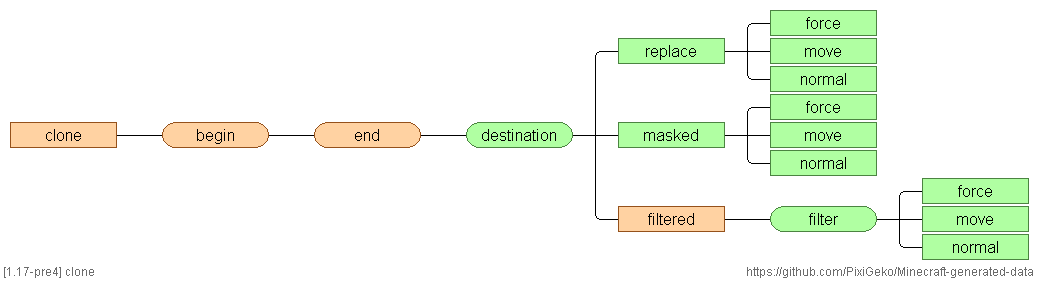 clone
begin
end
destination
replace
force
move
normal
masked
force
move
normal
filtered
filter
force
move
normal
[1.17-pre4] clone
https://github.com/PixiGeko/Minecraft-generated-data